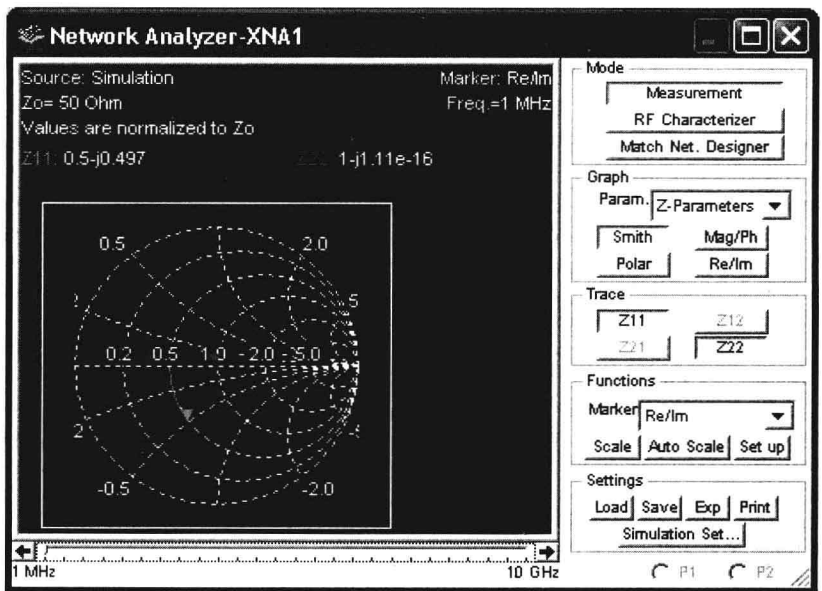 Network Analyzer-XNA1
Source: Simulation
Marker: Re/Im
Zo= 50 Ohm
Freq.=1 MHz
Values are normalized to Zo
Z11: 0.5-j0.497
1-j1.11e-16
0.5
2.0
5
0.2 0.5 1.0 2.0 5.0
2
-0.5
-2.0
1 MHz
10 GHz
Mode
Measurement
RF Characterizer
Match Net. Designer
Graph
Param. Z-Parameters
Smith
Mag/Ph
Polar
Re/Im
Trace
Z11
Z12
Z21
Z22
Functions
Marker Re/Im
Scale
Auto Scale
Set up
Settings
Load
Save
Exp
Print
Simulation Set...
P1
P2